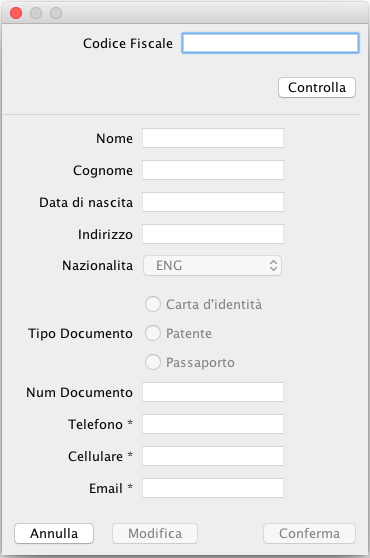 Codice Fiscale
Controlla
Nome
Cognome
Data di nascita
Indirizzo
Nazionalita ENG
Carta d'identità
Tipo Documento Patente
Passaporto
Num Documento
Telefono *
Cellulare *
Email *
Annulla Modifica Conferma